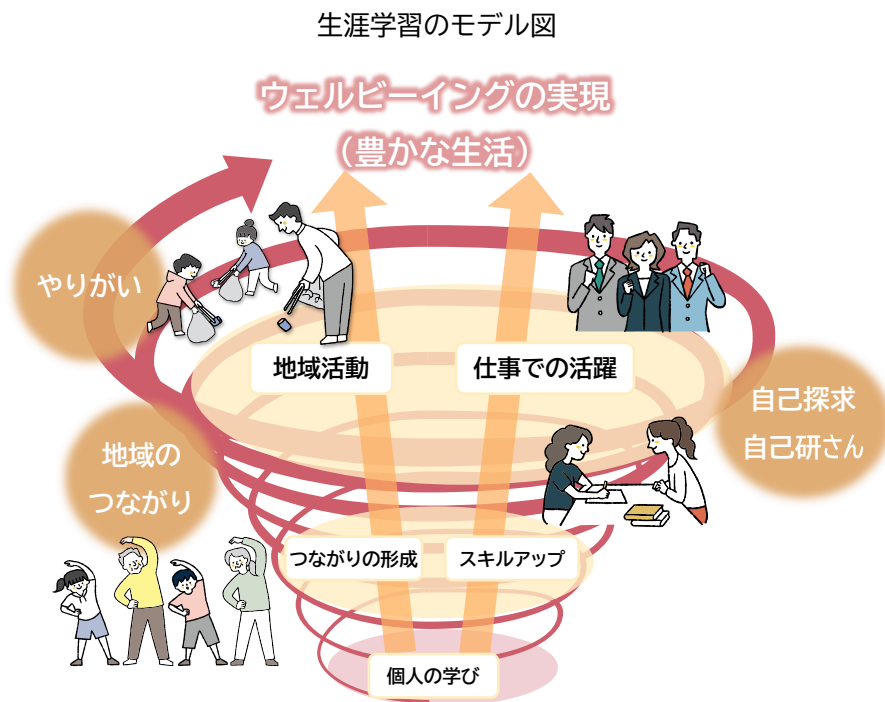 生涯学習のモデル図
ウェルビーイングの実現
（豊かな生活）
やりがい
地域活動
仕事での活躍
自己探求
自己研さん
地域の
つながり
つながりの形成
スキルアップ
個人の学び